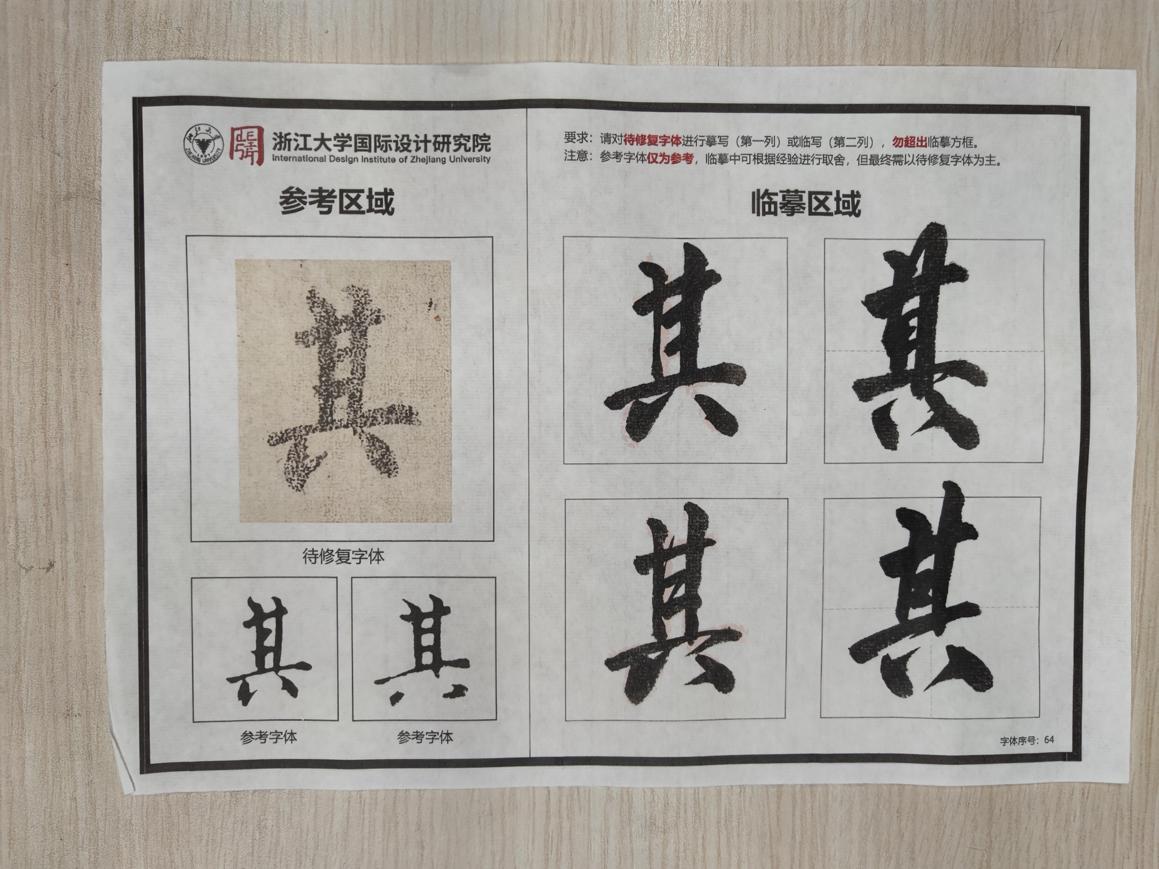 浙江大学国际设计研究院
International Design Institute of Zhejiang University
参考区域
其
待修复字体
其 其
参考字体 参考字体
要求：请对待修复字体进行摹写（第一列）或临写（第二列），勿超出临摹方框。
注意：参考字体仅为参考，临摹中可根据经验进行取舍，但最终需以待修复字体为主。
临摹区域
其 其
其 其
字体序号：64